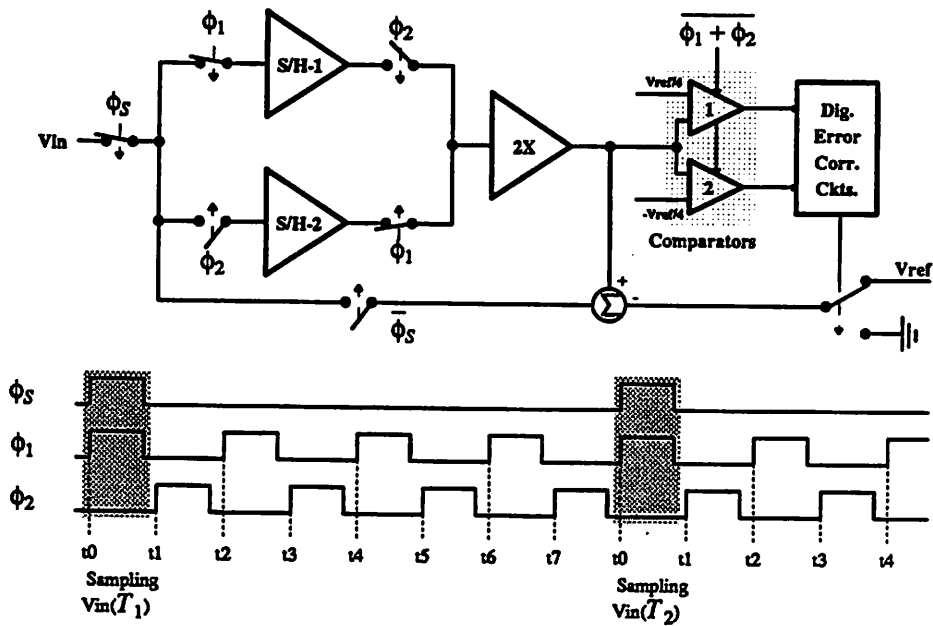 ϕ1
ϕ2
ϕ1 + ϕ2
S/H-1
ϕS
Vref/4
1
Dig.
Error
Corr.
Ckts.
Vin
2X
2
S/H-2
-Vref/4
ϕ2
ϕ1
Comparators
Vref
+
-
Σ
ϕ̄S
ϕS
ϕ1
ϕ2
t0 t1 t2 t3 t4 t5 t6 t7 t0 t1 t2 t3 t4
Sampling Sampling
Vin(T1) Vin(T2)